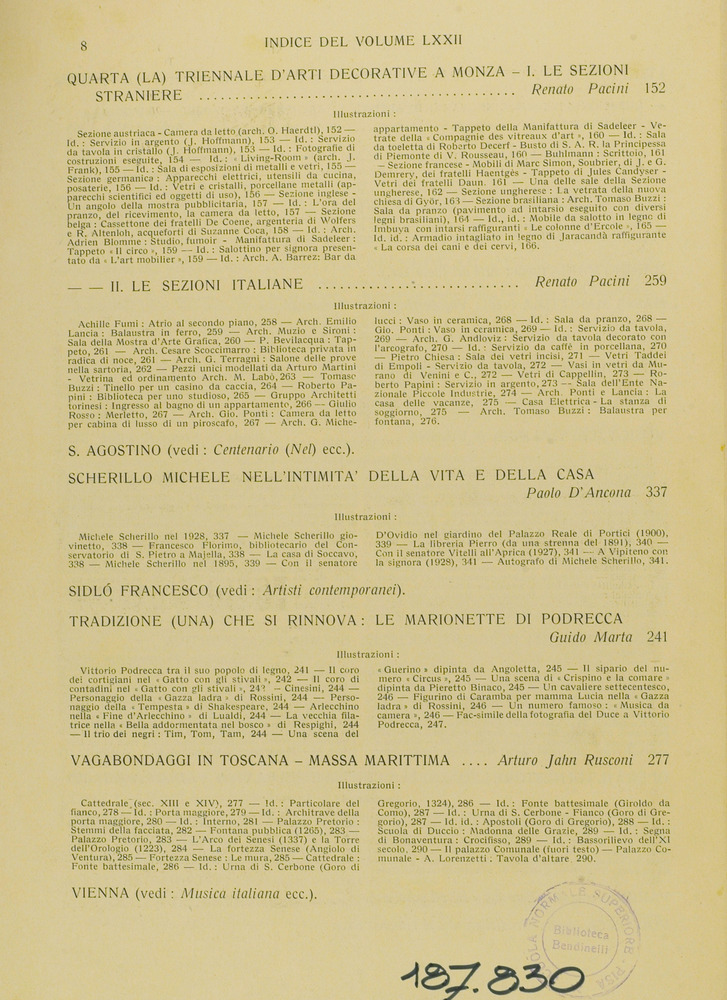 8
INDICE DEL VOLUME LXXII
QUARTA (LA) TRIENNALE D'ARTI DECORATIVE A MONZA – I. LE SEZIONI
STRANIERE ........................................ Renato Pacini 152
Illustrazioni :
Sezione austriaca - Camera da letto (arch. O. Haerdtl), 152 —
Id. : Servizio in argento (J. Hoffmann), 153 — Id. : Servizio
da tavola in cristallo (J. Hoffmann), 153 — Id. : Fotografie di
costruzioni eseguite, 154 — Id. : « Living-Room » (arch. J.
Frank), 155 — Id. : Sala di esposizioni di metalli e vetri, 155 —
Sezione germanica : Apparecchi elettrici, utensili da cucina,
posaterie, 156 — Id. : Vetri e cristalli, porcellane metalli (ap-
parecchi scientifici ed oggetti di uso), 156 — Sezione inglese -
Un angolo della mostra pubblicitaria, 157 — Id. : L'ora del
pranzo, del ricevimento, la camera da letto, 157 — Sezione
belga : Cassettone dei fratelli De Coene, argenteria di Wolfers
e R. Altenloh, acqueforti di Suzanne Coca, 158 — Id. : Arch.
Adrien Blomme : Studio, fumoir - Manifattura di Sadeleer :
Tappeto « Il circo », 159 — Id. : Salottino per signora presen-
tato da « L'art mobilier », 159 — Id. : Arch. A. Barrez: Bar da
appartamento - Tappeto della Manifattura di Sadeleer - Ve-
trate della « Compagnie des vitreaux d'art », 160 — Id. : Sala
da toeletta di Roberto Decerf - Busto di S. A. R. la Principessa
di Piemonte di V. Rousseau, 160 — Buhlmann : Scrittoio, 161
— Sezione francese - Mobili di Marc Simon, Soubrier, di J. e G.
Demrery, dei fratelli Haentgés - Tappeto di Jules Candyser -
Vetri dei fratelli Daun. 161 — Una delle sale della Sezione
ungherese, 162 — Sezione ungherese : La vetrata della nuova
chiesa di Györ, 163 — Sezione brasiliana : Arch. Tomaso Buzzi :
Sala da pranzo (pavimento ad intarsio eseguito con diversi
legni brasiliani), 164 — Id., id. : Mobile da salotto in legno di
Imbuya con intarsi raffiguranti « Le colonne d'Ercole », 165 —
Id. id. : Armadio intagliato in legno di Jaracandà raffigurante
« La corsa dei cani e dei cervi, 166.
— — II. LE SEZIONI ITALIANE ......................... Renato Pacini 259
Illustrazioni :
Achille Fumi : Atrio al secondo piano, 258 — Arch. Emilio
Lancia : Balaustra in ferro, 259 — Arch. Muzio e Sironi :
Sala della Mostra d'Arte Grafica, 260 — P. Bevilacqua : Tap-
peto, 261 — Arch. Cesare Scoccimarro : Biblioteca privata in
radica di noce, 261 — Arch. G. Terragni : Salone delle prove
nella sartoria, 262 — Pezzi unici modellati da Arturo Martini
- Vetrina ed ordinamento Arch. M. Labò, 263 — Tomaso
Buzzi : Tinello per un casino da caccia, 264 — Roberto Pa-
pini : Biblioteca per uno studioso, 265 — Gruppo Architetti
torinesi : Ingresso al bagno di un appartamento, 266 — Giulio
Rosso : Merletto, 267 — Arch. Gio. Ponti : Camera da letto
per cabina di lusso di un piroscafo, 267 — Arch. G. Miche-
lucci : Vaso in ceramica, 268 — Id. : Sala da pranzo, 268 —
Gio. Ponti : Vaso in ceramica, 269 — Id. : Servizio da tavola,
269 — Arch. G. Andloviz : Servizio da tavola decorato con
l'arcografo, 270 — Id. : Servizio da caffè in porcellana, 270
— Pietro Chiesa : Sala dei vetri incisi, 271 — Vetri Taddei
di Empoli - Servizio da tavola, 272 — Vasi in vetri da Mu-
rano di Venini e C., 272 — Vetri di Cappellin, 273 — Ro-
berto Papini : Servizio in argento, 273 — Sala dell'Ente Na-
zionale Piccole Industrie, 274 — Arch. Ponti e Lancia : La
casa delle vacanze, 275 — Casa Elettrica - La stanza di
soggiorno, 275 — Arch. Tomaso Buzzi : Balaustra per
fontana, 276.
S. AGOSTINO (vedi : Centenario (Nel) ecc.).
SCHERILLO MICHELE NELL'INTIMITA' DELLA VITA E DELLA CASA
Paolo D'Ancona 337
Illustrazioni :
Michele Scherillo nel 1928, 337 — Michele Scherillo gio-
vinetto, 338 — Francesco Florimo, bibliotecario del Con-
servatorio di S. Pietro a Majella, 338 — La casa di Soccavo,
338 — Michele Scherillo nel 1895, 339 — Con il senatore
D'Ovidio nel giardino del Palazzo Reale di Portici (1900),
339 — La libreria Pierro (da una strenna del 1891), 340 —
Con il senatore Vitelli all'Aprica (1927), 341 — A Vipiteno con
la signora (1928), 341 — Autografo di Michele Scherillo, 341.
SIDLÓ FRANCESCO (vedi : Artisti contemporanei).
TRADIZIONE (UNA) CHE SI RINNOVA : LE MARIONETTE DI PODRECCA
Guido Marta 241
Illustrazioni :
Vittorio Podrecca tra il suo popolo di legno, 241 — Il coro
dei cortigiani nel « Gatto con gli stivali », 242 — Il coro di
contadini nel « Gatto con gli stivali », 24 — Cinesini, 244 —
Personaggio della « Gazza ladra » di Rossini, 244 — Perso-
naggio della « Tempesta » di Shakespeare, 244 — Arlecchino
nella « Fine d'Arlecchino » di Lualdi, 244 — La vecchia fila-
trice nella « Bella addormentata nel bosco » di Respighi, 244
— Il trio dei negri : Tim, Tom, Tam, 244 — Una scena del
« Guerino » dipinta da Angoletta, 245 — Il sipario del nu-
mero « Circus », 245 — Una scena di « Crispino e la comare »
dipinta da Pieretto Binaco, 245 — Un cavaliere settecentesco,
246 — Figurino di Caramba per mamma Lucia nella « Gazza
ladra » di Rossini, 246 — Un numero famoso : « Musica da
camera », 246 — Fac-simile della fotografia del Duce a Vittorio
Podrecca, 247.
VAGABONDAGGI IN TOSCANA – MASSA MARITTIMA .... Arturo Jahn Rusconi 277
Illustrazioni :
Cattedrale (sec. XIII e XIV), 277 — Id. : Particolare del
fianco, 278 — Id. : Porta maggiore, 279 — Id. : Architrave della
porta maggiore, 280 — Id. : Interno, 281 — Palazzo Pretorio :
Stemmi della facciata, 282 — Fontana pubblica (1265), 283 —
Palazzo Pretorio, 283 — L'Arco dei Senesi (1337) e la Torre
dell'Orologio (1223), 284 — La fortezza Senese (Angiolo di
Ventura), 285 — Fortezza Senese : Le mura, 285 — Cattedrale :
Fonte battesimale, 286 — Id. : Urna di S. Cerbone (Goro di
Gregorio, 1324), 286 — Id. : Fonte battesimale (Giroldo da
Como), 287 — Id. : Urna di S. Cerbone - Fianco (Goro di Gre-
gorio), 287 — Id. id. : Apostoli (Goro di Gregorio), 288 — Id. :
Scuola di Duccio : Madonna delle Grazie, 289 — Id. : Segna
di Bonaventura : Crocifisso, 289 — Id. : Bassorilievo dell'XI
secolo, 290 — Il palazzo Comunale (fuori testo) — Palazzo Co-
munale - A. Lorenzetti : Tavola d'altare, 290.
VIENNA (vedi : Musica italiana ecc.).
SUPERIORE - PISA
Biblioteca
Bendinelli
187.830